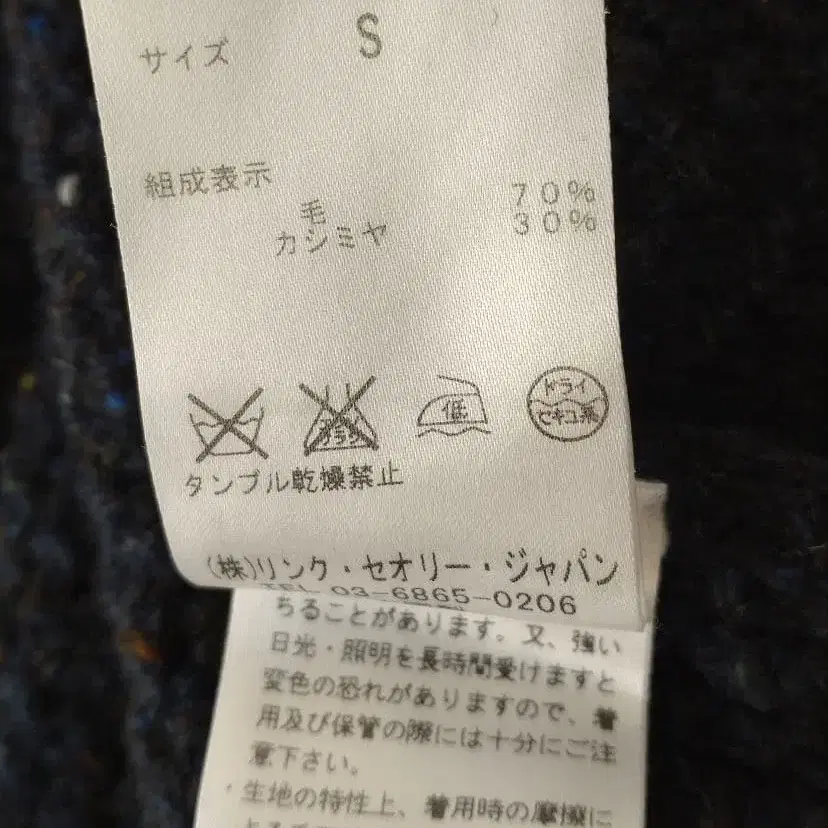 サイズ S
組成表示
毛 70%
カシミヤ 30%
エンソ サラシ
低
ドライ
セキユ系
タンブル乾燥禁止
(株)リンク・セオリー・ジャパン
TEL 03-6865-0206
ちることがあります。又、強い
日光・照明を長時間受けますと
変色の恐れがありますので、着
用及び保管の際には十分にご注
意下さい。
・生地の特性上、着用時の摩擦に